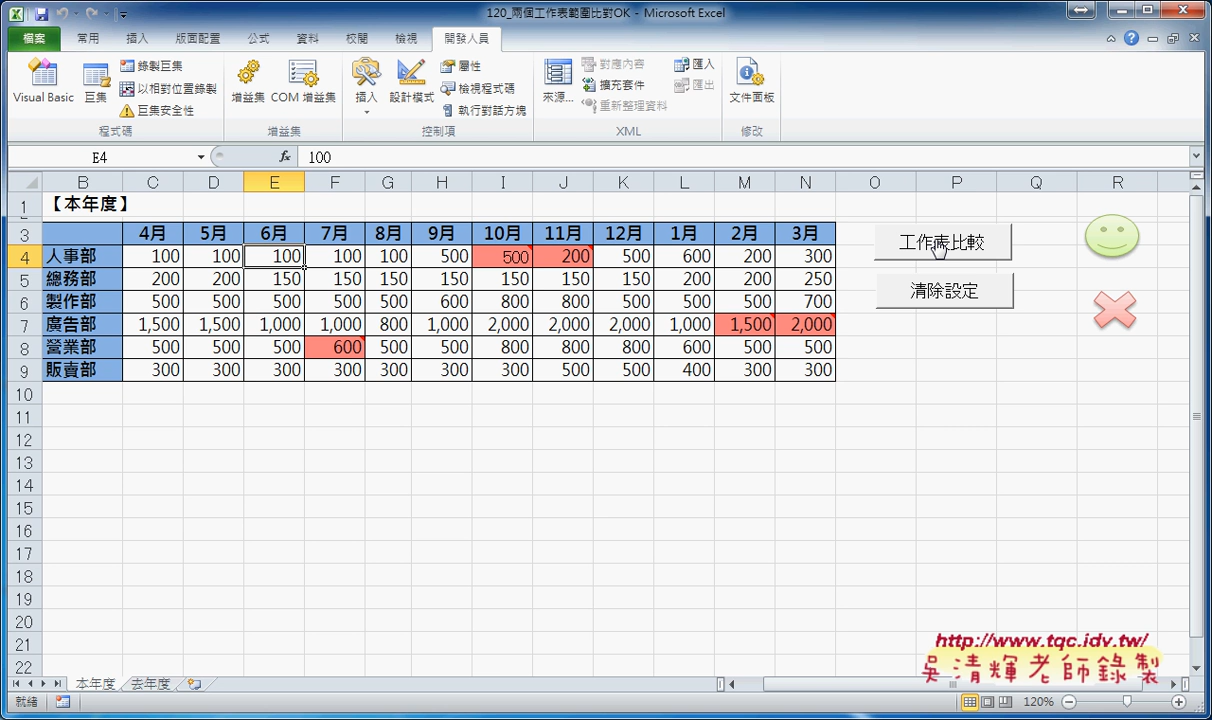 120_兩個工作表範圍比對OK - Microsoft Excel
檔案 常用 插入 版面配置 公式 資料 校閱 檢視 開發人員
Visual Basic 巨集 錄製巨集 以相對位置錄製 巨集安全性 程式碼
增益集 COM 增益集 增益集
插入 設計模式 屬性 檢視程式碼 執行對話方塊 控制項
來源... 對應內容 擴充套件 重新整理資料 匯入 匯出 XML
文件面板 修改
E4 fx 100
B C D E F G H I J K L M N O P Q R
1 【本年度】
3 4月 5月 6月 7月 8月 9月 10月 11月 12月 1月 2月 3月
4 人事部 100 100 100 100 100 500 500 200 500 600 200 300
5 總務部 200 200 150 150 150 150 150 150 150 200 200 250
6 製作部 500 500 500 500 500 600 800 800 500 500 500 700
7 廣告部 1,500 1,500 1,000 1,000 800 1,000 2,000 2,000 2,000 1,000 1,500 2,000
8 營業部 500 500 500 600 500 500 800 800 800 600 500 500
9 販賣部 300 300 300 300 300 300 300 500 500 400 300 300
工作表比較
清除設定
10
11
12
13
14
15
16
17
18
19
20
21
22
http://www.tqc.idv.tw/
吳清輝老師錄製
本年度 去年度
就緒 120%